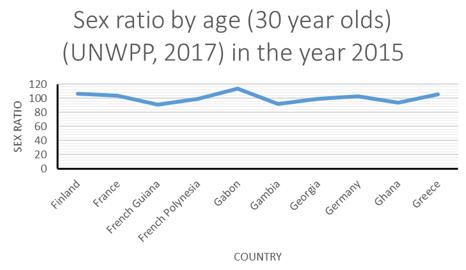 Sex ratio by age (30 year olds)
(UNWPP, 2017) in the year 2015
120
100
80
60
40
20
0
SEX RATIO
Finland
France
French Guiana
French Polynesia
Gabon
Gambia
Georgia
Germany
Ghana
Greece
COUNTRY